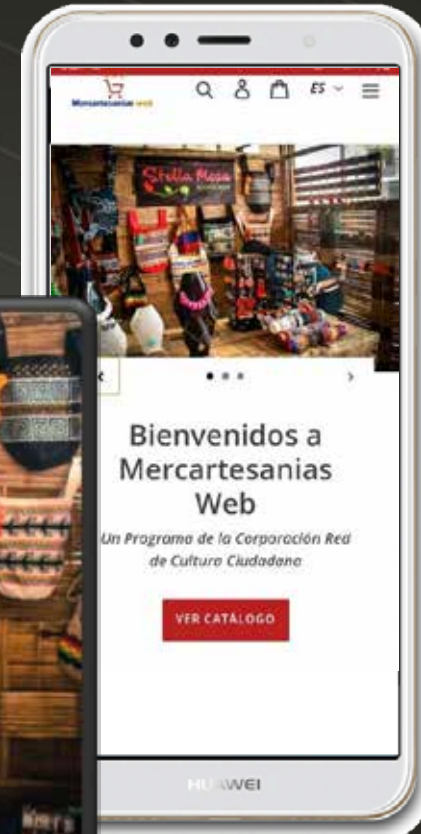 Mercartesanias web
ES
Stella Mosa
Bienvenidos a
Mercartesanias
Web
Un Programa de la Corporación Red
de Cultura Ciudadana
VER CATÁLOGO
HUAWEI